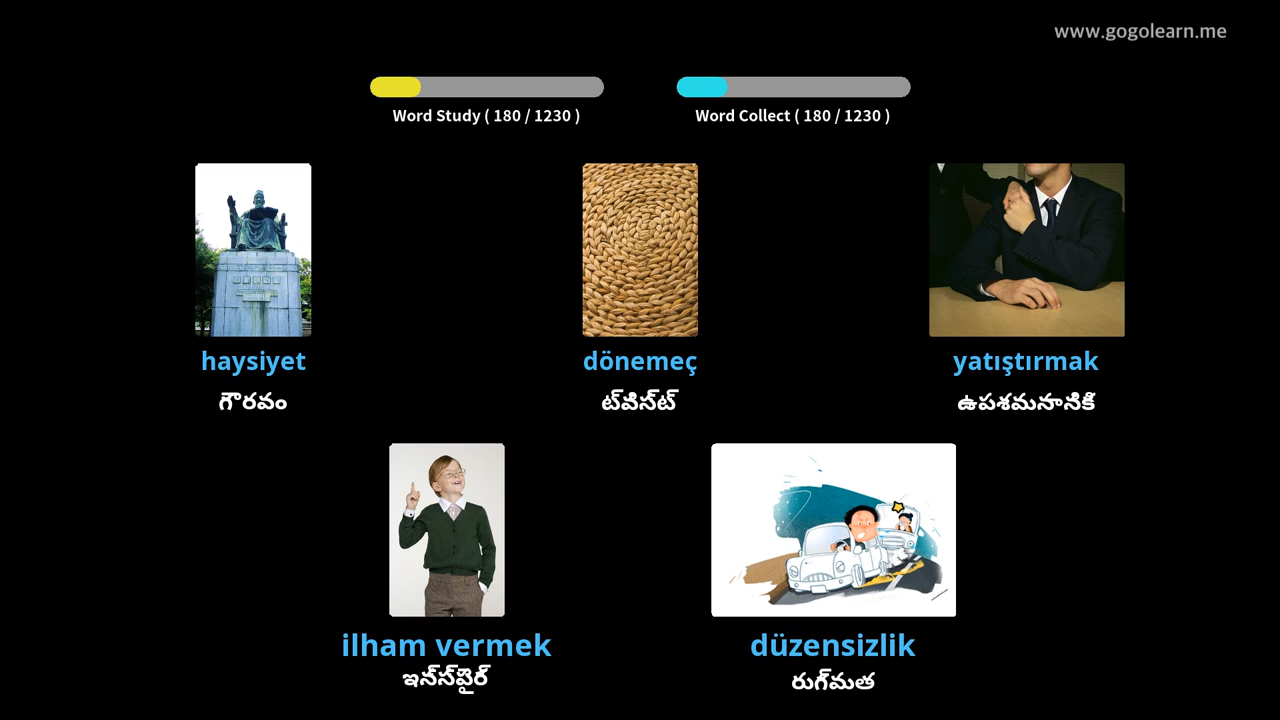 www.gogolearn.me
Word Study ( 180 / 1230 )
Word Collect ( 180 / 1230 )
haysiyet
dönemeç
yatıştırmak
గౌరవం
ట్విస్ట్
ఉపశమనానికి
ilham vermek
düzensizlik
ఇన్స్పైర్
రుగ్మత